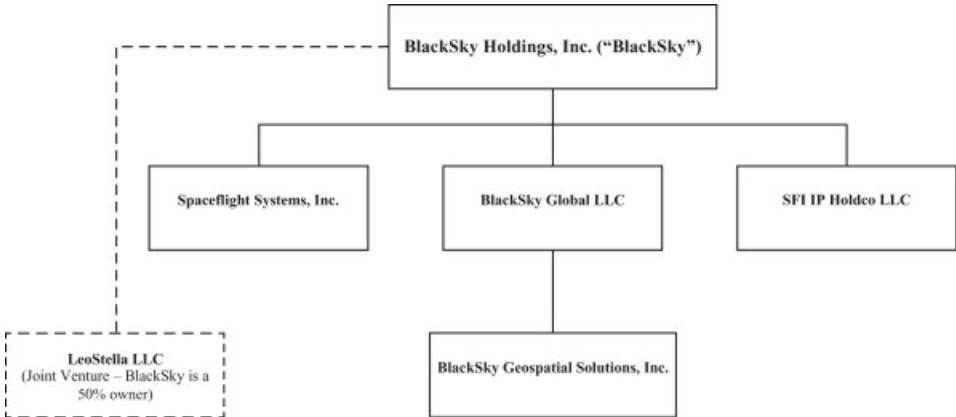 BlackSky Holdings, Inc. (“BlackSky”)
Spaceflight Systems, Inc.
BlackSky Global LLC
SFI IP Holdco LLC
LeoStella LLC
(Joint Venture – BlackSky is a
50% owner)
BlackSky Geospatial Solutions, Inc.